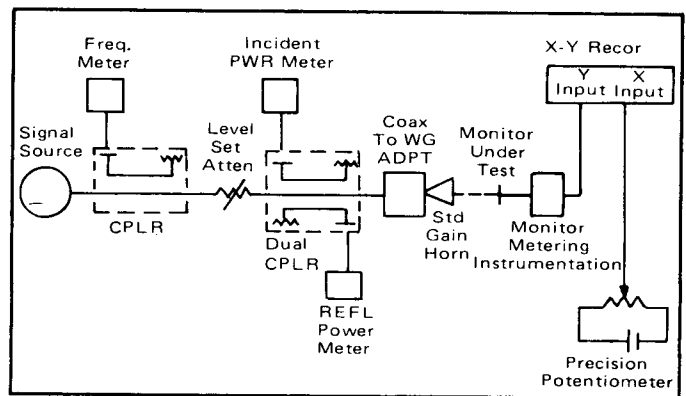 Freq.
Meter
Incident
PWR Meter
X-Y Recor
Y
Input
X
Input
Signal
Source
Level
Set
Atten
Coax
To WG
ADPT
Monitor
Under
Test
CPLR
Dual
CPLR
Std
Gain
Horn
Monitor
Metering
Instrumentation
REFL
Power
Meter
Precision
Potentiometer